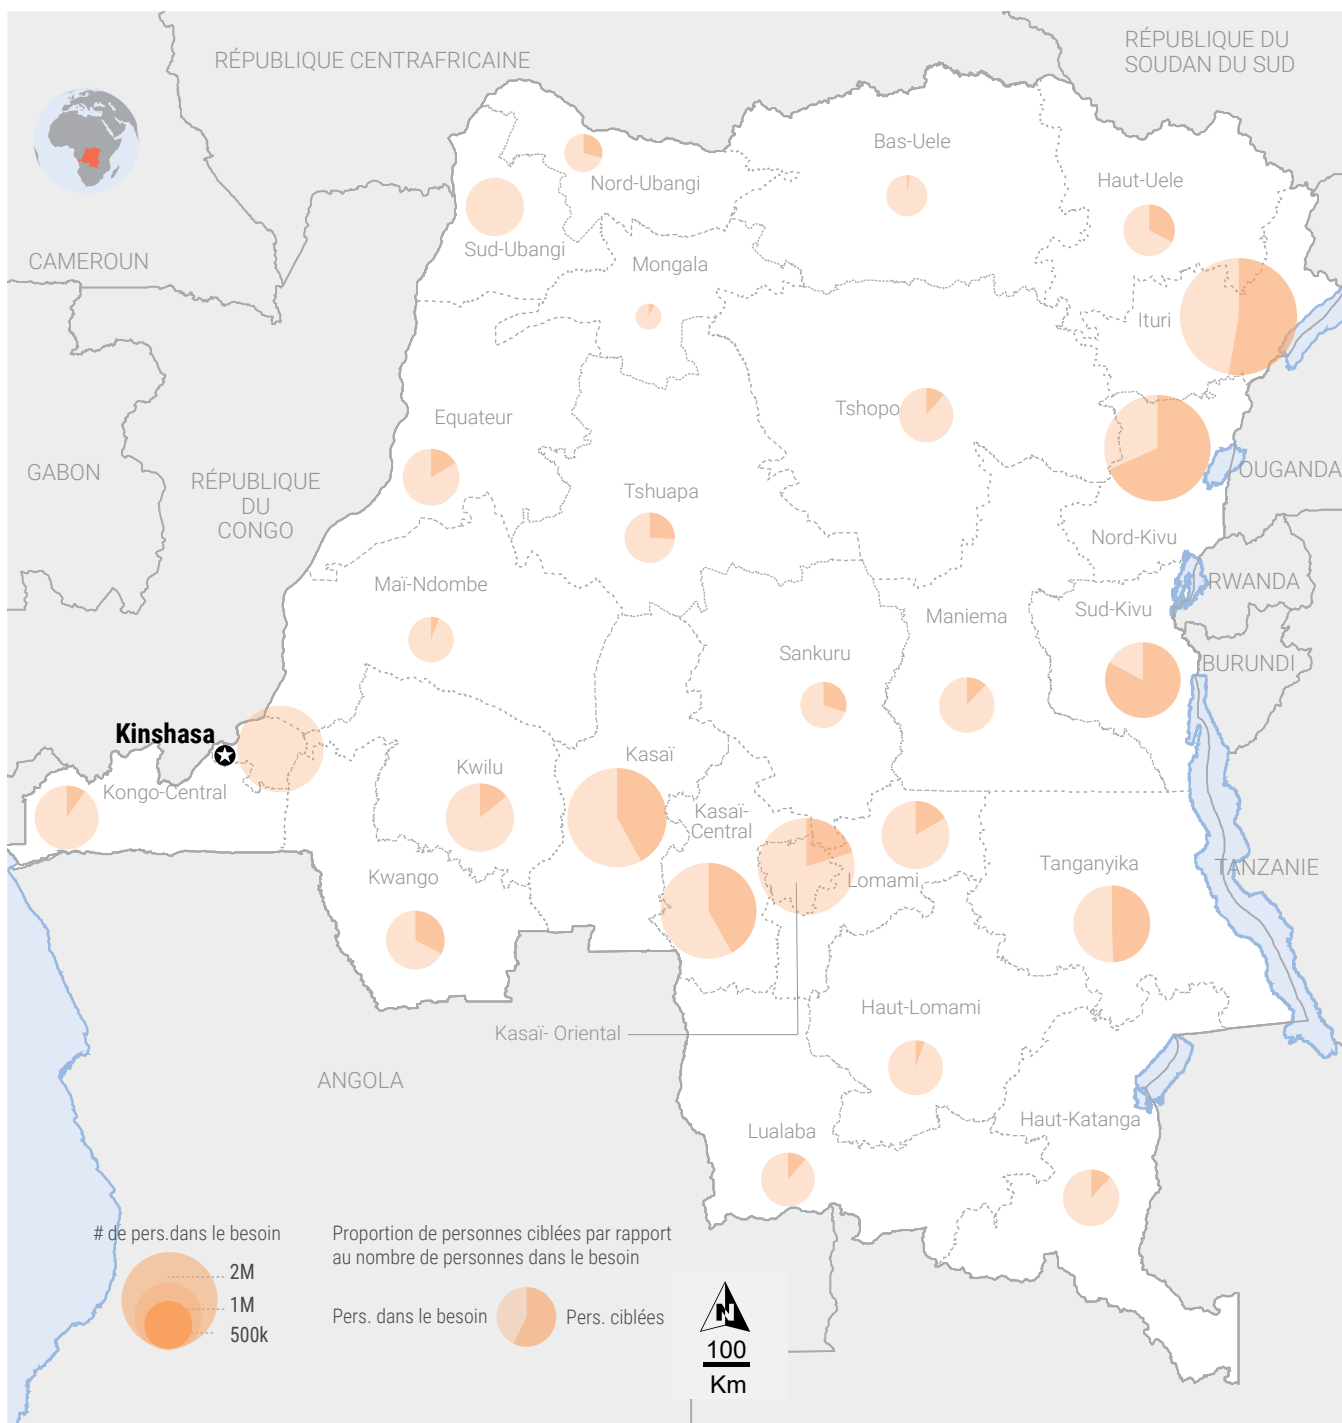 RÉPUBLIQUE CENTRAFRICAINE
RÉPUBLIQUE DU
SOUDAN DU SUD
Bas-Uele
Nord-Ubangi
Haut-Uele
Sud-Ubangi
CAMEROUN
Mongala
Ituri
Tshopo
Equateur
GABON
RÉPUBLIQUE
DU
CONGO
OUGANDA
Tshuapa
Nord-Kivu
Maï-Ndombe
RWANDA
Sud-Kivu
Maniema
Sankuru
BURUNDI
Kinshasa
Kasaï
Kwilu
Kongo-Central
Kasaï-
Central
Tanganyika
TANZANIE
Kwango
Lomami
Haut-Lomami
Kasaï- Oriental
ANGOLA
Haut-Katanga
Lualaba
# de pers.dans le besoin
2M
1M
500k
Proportion de personnes ciblées par rapport
au nombre de personnes dans le besoin
Pers. dans le besoin
Pers. ciblées
N
100
Km